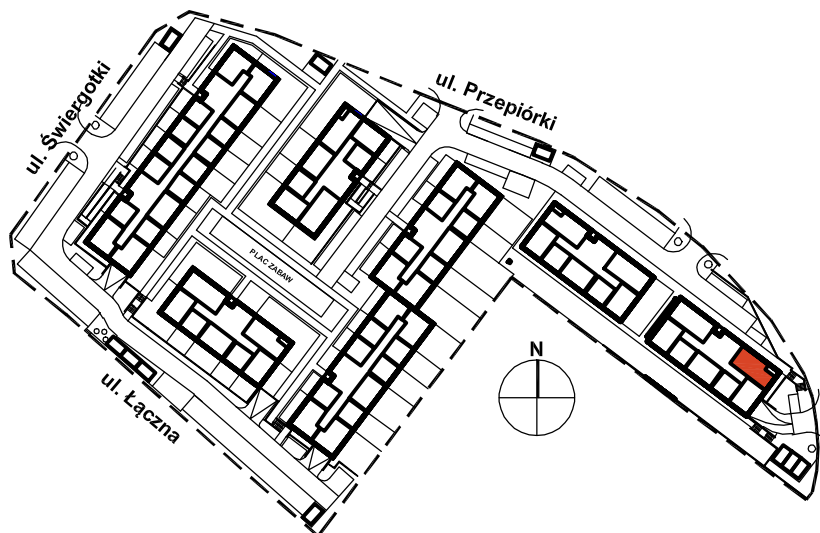 ul. Świergotki
ul. Przepiórki
PLAC ZABAW
N
ul. Łączna